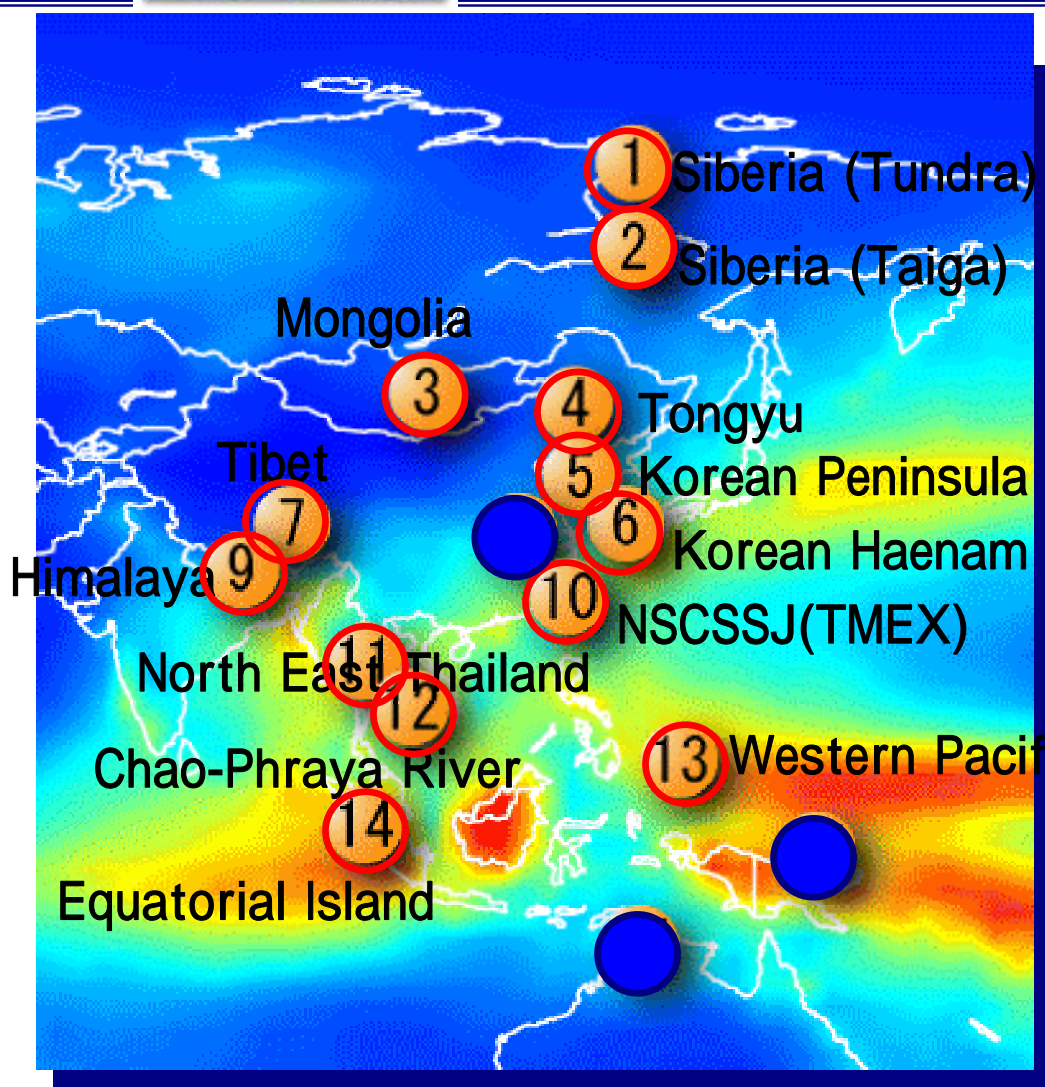 1 Siberia (Tundra)
2 Siberia (Taiga)
Mongolia
3
4 Tongyu
Tibet
5 Korean Peninsula
7
6 Korean Haenam
Himalaya 9
10 NSCSSJ(TMEX)
11
North East Thailand
12
Chao-Phraya River
13 Western Pacif
14
Equatorial Island